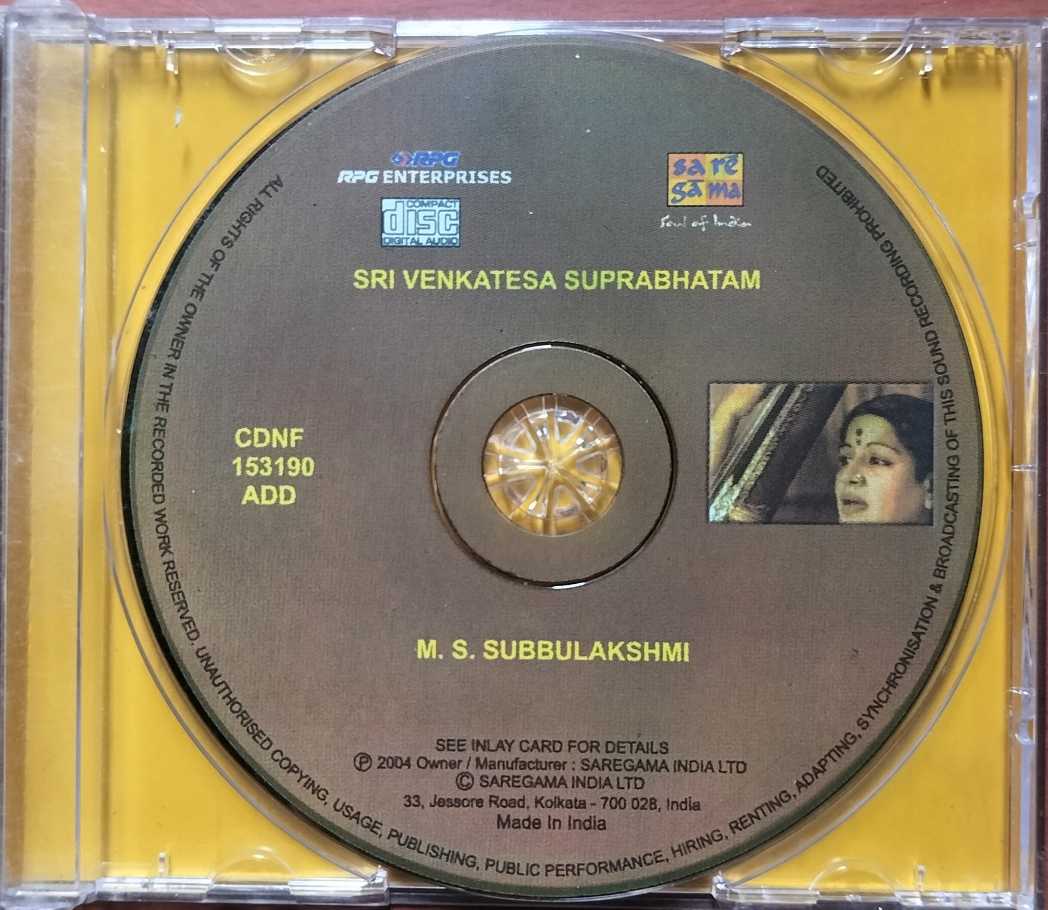 RPG
RPG ENTERPRISES
COMPACT
disc
DIGITAL AUDIO
sa rē
gama
Soul of India
SRI VENKATESA SUPRABHATAM
CDNF
153190
ADD
M. S. SUBBULAKSHMI
SEE INLAY CARD FOR DETAILS
Ⓟ 2004 Owner / Manufacturer : SAREGAMA INDIA LTD
© SAREGAMA INDIA LTD
33, Jessore Road, Kolkata - 700 028, India
Made In India
ALL RIGHTS OF THE OWNER IN THE RECORDED WORK RESERVED. UNAUTHORISED COPYING, USAGE, PUBLISHING, PUBLIC PERFORMANCE, HIRING, RENTING, ADAPTING, SYNCHRONISATION & BROADCASTING OF THIS SOUND RECORDING PROHIBITED